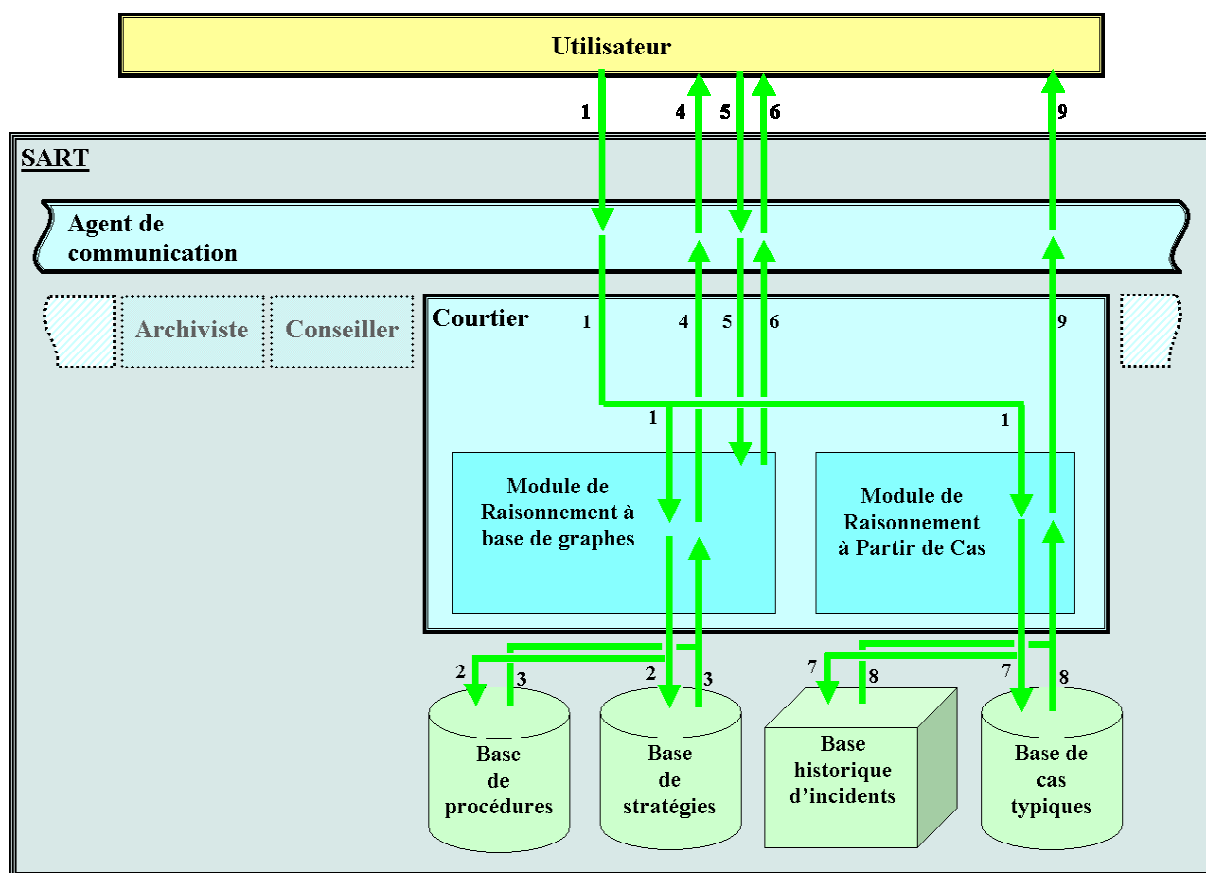 Utilisateur
1
4
5
6
9
SART
Agent de
communication
Archiviste
Conseiller
Courtier
1
4
5
6
9
1
1
Module de
Raisonnement à
base de graphes
Module de
Raisonnement
à Partir de Cas
2
3
2
3
7
8
7
8
Base
de
procédures
Base
de
stratégies
Base
historique
d'incidents
Base de
cas
typiques